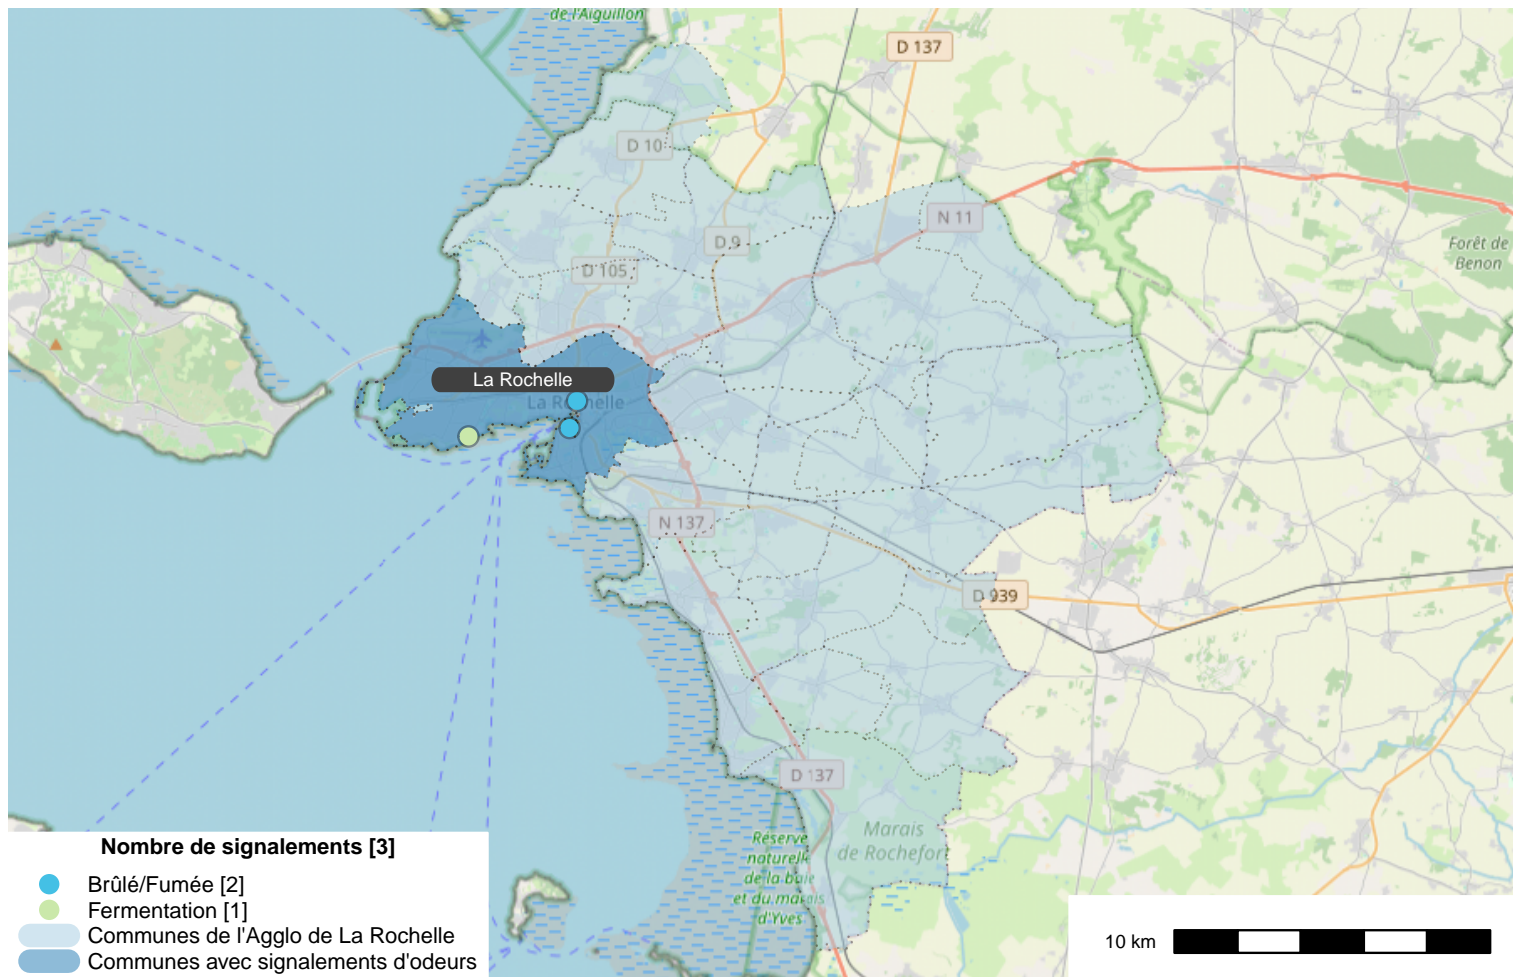 de l'Aiguillon
D 137
D 10
N 11
D 9
Forêt de
Benon
D 105
La Rochelle
La Rochelle
N 137
D 939
D 137
Marais
de Rochefort
Réserve
naturelle
de la baie
et du marais
d'Yves
Nombre de signalements [3]
Brûlé/Fumée [2]
Fermentation [1]
Communes de l'Agglo de La Rochelle
Communes avec signalements d'odeurs
10 km